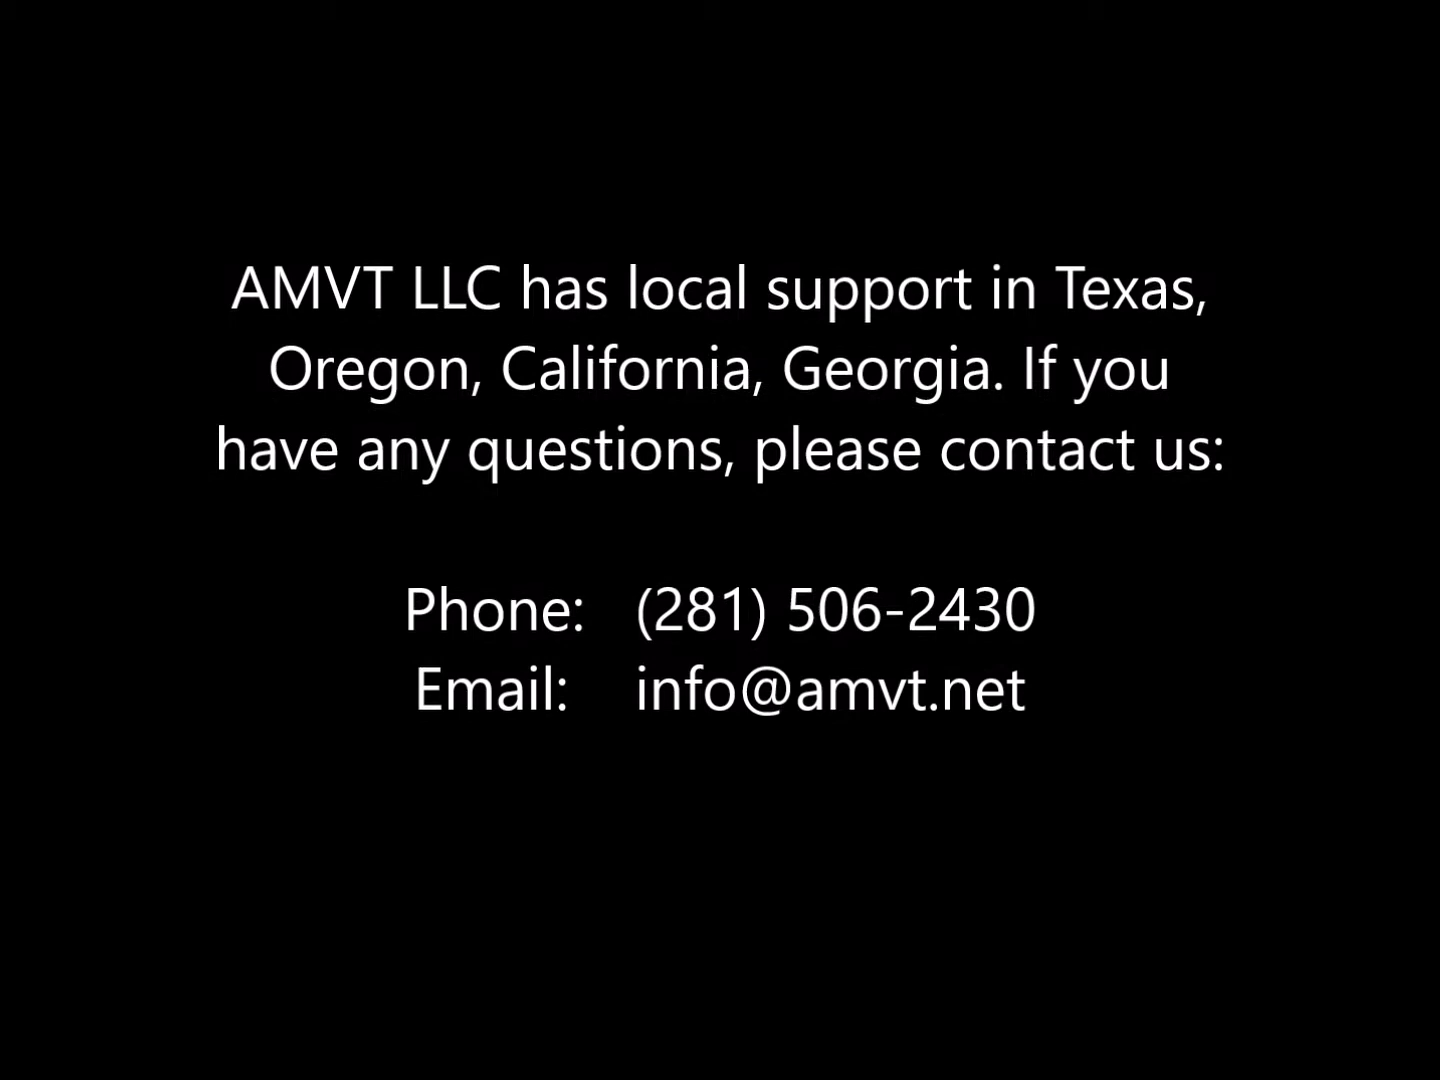 AMVT LLC has local support in Texas,
Oregon, California, Georgia. If you
have any questions, please contact us:
Phone: (281) 506-2430
Email: info@amvt.net